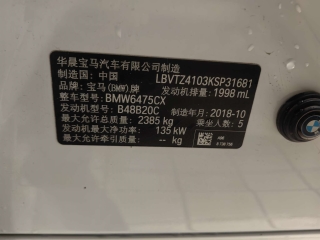 华晨宝马汽车有限公司制造
制造国：中国 LBVTZ4103KSP31681
品牌：宝马(BMW)牌 发动机排量：1998 mL
整车型号：BMW6475CX
发动机型号：B48B20C 制造年月：2018-10
最大允许总质量：2385 kg 乘坐人数：5
发动机最大净功率：135 kW
最大允许牵引质量：-- kg
BMW